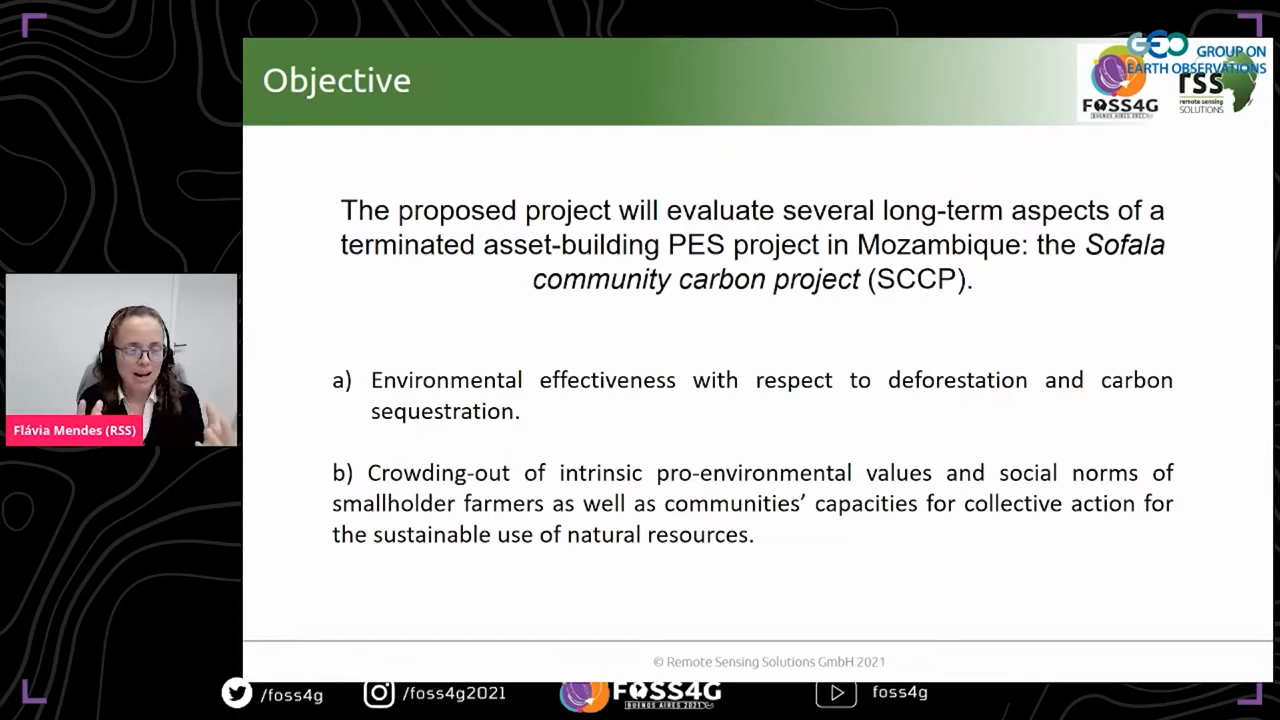 Objective
GEO GROUP ON
EARTH OBSERVATIONS
FOSS4G
BUENOS AIRES 2021
rss
remote sensing
SOLUTIONS
The proposed project will evaluate several long-term aspects of a
terminated asset-building PES project in Mozambique: the Sofala
community carbon project (SCCP).
a) Environmental effectiveness with respect to deforestation and carbon
sequestration.
b) Crowding-out of intrinsic pro-environmental values and social norms of
smallholder farmers as well as communities’ capacities for collective action for
the sustainable use of natural resources.
Flávia Mendes (RSS)
© Remote Sensing Solutions GmbH 2021
/foss4g
/foss4g2021
FOSS4G
BUENOS AIRES 2021
foss4g